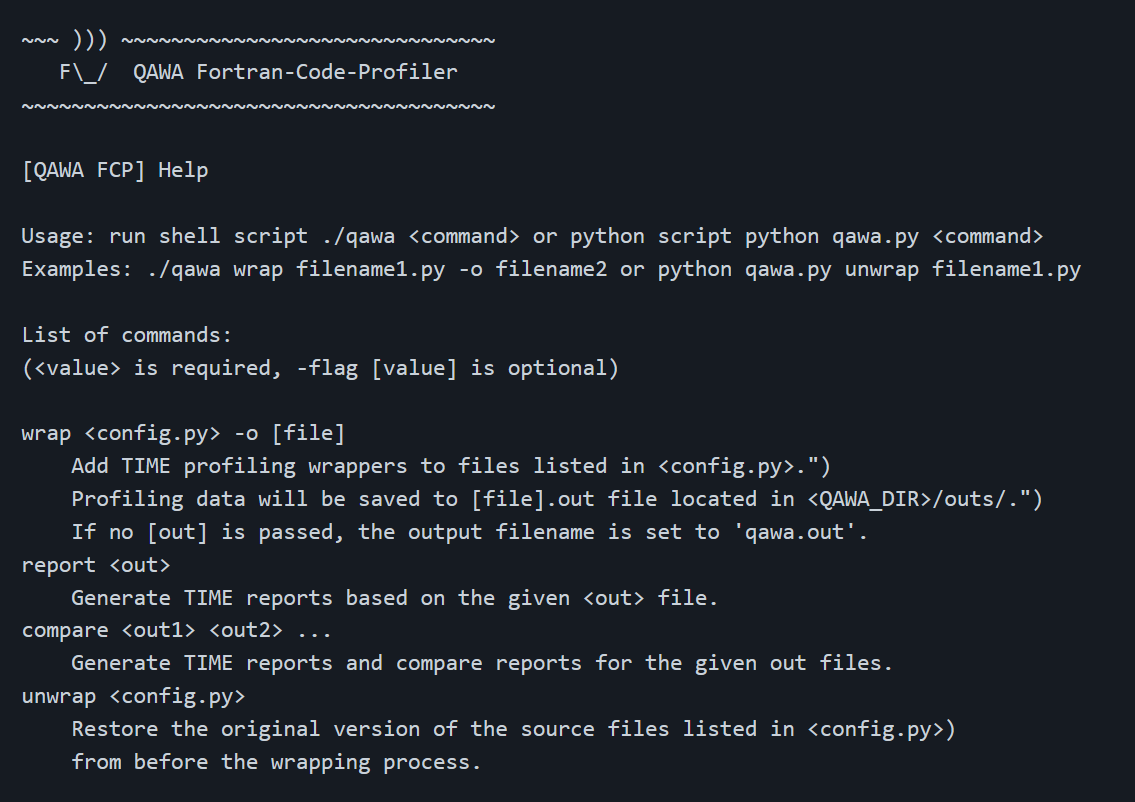 ~~~ ))) ~~~~~~~~~~~~~~~~~~~~~~~~~~~~~~
   F\_/  QAWA Fortran-Code-Profiler
~~~~~~~~~~~~~~~~~~~~~~~~~~~~~~~~~~~~~~
[QAWA FCP] Help
Usage: run shell script ./qawa <command> or python script python qawa.py <command>
Examples: ./qawa wrap filename1.py -o filename2 or python qawa.py unwrap filename1.py
List of commands:
(<value> is required, -flag [value] is optional)
wrap <config.py> -o [file]
    Add TIME profiling wrappers to files listed in <config.py>.")
    Profiling data will be saved to [file].out file located in <QAWA_DIR>/outs/.")
    If no [out] is passed, the output filename is set to 'qawa.out'.
report <out>
    Generate TIME reports based on the given <out> file.
compare <out1> <out2> ...
    Generate TIME reports and compare reports for the given out files.
unwrap <config.py>
    Restore the original version of the source files listed in <config.py>)
    from before the wrapping process.